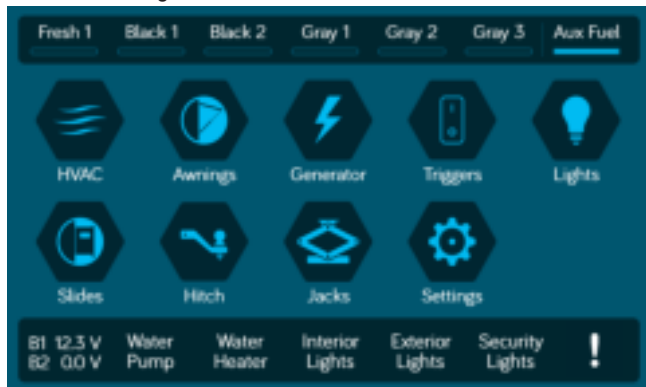 Fresh 1 Black 1 Black 2 Gray 1 Gray 2 Gray 3 Aux Fuel
HVAC Awnings Generator Triggers Lights
Slides Hitch Jacks Settings
B1 12.3 V Water Water Interior Exterior Security !
B2 0.0 V Pump Heater Lights Lights Lights